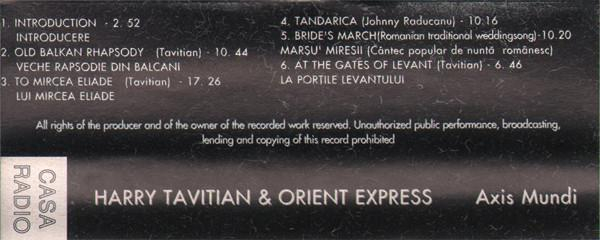 1. INTRODUCTION - 2. 52
INTRODUCERE
2. OLD BALKAN RHAPSODY (Tavitian) - 10. 44
VECHE RAPSODIE DIN BALCANI
3. TO MIRCEA ELIADE (Tavitian) - 17. 26
LUI MIRCEA ELIADE
4. TANDARICA (Johnny Raducanu) - 10:16
5. BRIDE'S MARCH(Romanian traditional weddingsong)-10.20
MARSU' MIRESII (Cântec popular de nuntă românesc)
6. AT THE GATES OF LEVANT (Tavitian) - 6. 46
LA PORTILE LEVANTULUI
All rights of the producer and of the owner of the recorded work reserved. Unauthorized public performance, broadcasting,
lending and copying of this record prohibited
CASA
RADIO
HARRY TAVITIAN & ORIENT EXPRESS Axis Mundi